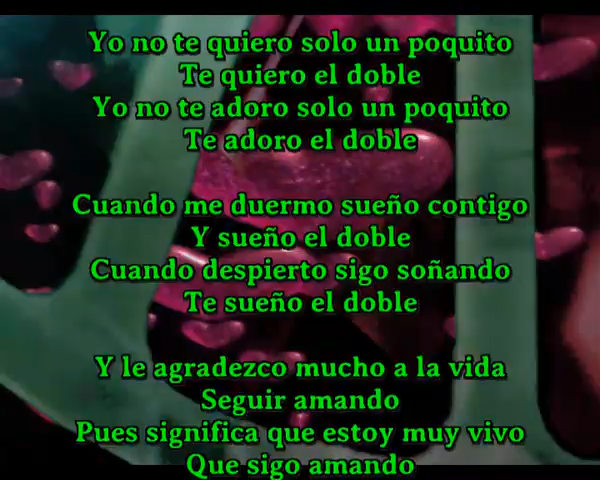 Yo no te quiero solo un poquito
Te quiero el doble
Yo no te adoro solo un poquito
Te adoro el doble
Cuando me duermo sueño contigo
Y sueño el doble
Cuando despierto sigo soñando
Te sueño el doble
Y le agradezco mucho a la vida
Seguir amando
Pues significa que estoy muy vivo
Que sigo amando